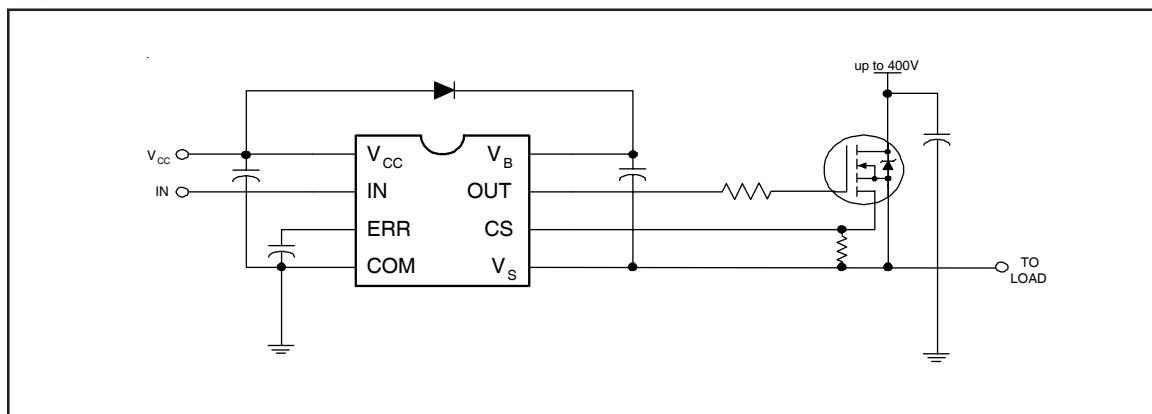 up to 400V
VCC
IN
VCC
IN
ERR
COM
VB
OUT
CS
VS
TO
LOAD